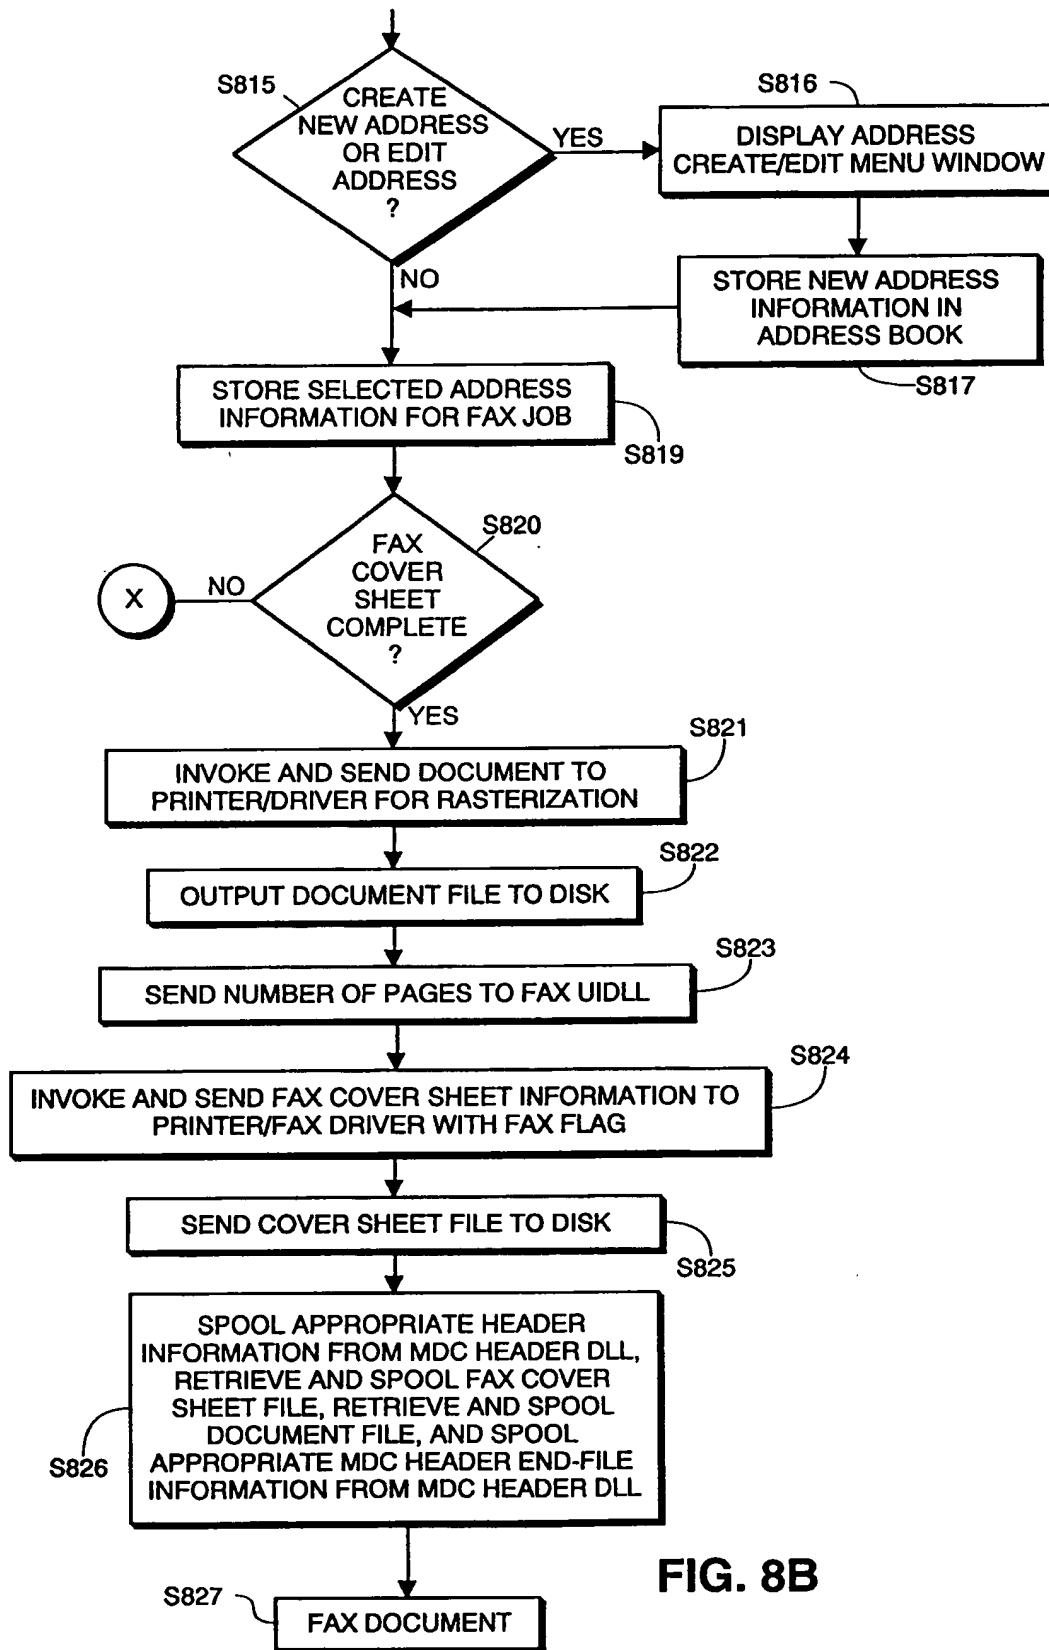 S815
CREATE
NEW ADDRESS
OR EDIT
ADDRESS
?
YES
S816
DISPLAY ADDRESS
CREATE/EDIT MENU WINDOW
NO
STORE NEW ADDRESS
INFORMATION IN
ADDRESS BOOK
S817
STORE SELECTED ADDRESS
INFORMATION FOR FAX JOB
S819
S820
FAX
COVER
SHEET
COMPLETE
?
NO
X
YES
S821
INVOKE AND SEND DOCUMENT TO
PRINTER/DRIVER FOR RASTERIZATION
S822
OUTPUT DOCUMENT FILE TO DISK
S823
SEND NUMBER OF PAGES TO FAX UIDLL
S824
INVOKE AND SEND FAX COVER SHEET INFORMATION TO
PRINTER/FAX DRIVER WITH FAX FLAG
SEND COVER SHEET FILE TO DISK
S825
SPOOL APPROPRIATE HEADER
INFORMATION FROM MDC HEADER DLL,
RETRIEVE AND SPOOL FAX COVER
SHEET FILE, RETRIEVE AND SPOOL
DOCUMENT FILE, AND SPOOL
APPROPRIATE MDC HEADER END-FILE
INFORMATION FROM MDC HEADER DLL
S826
FIG. 8B
S827
FAX DOCUMENT